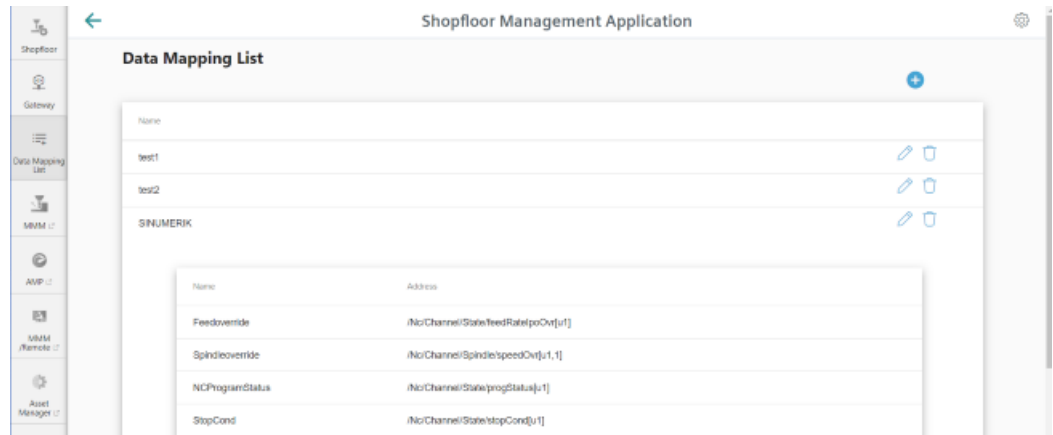 Shopfloor Management Application
Shopfloor
Gateway
Data Mapping
List
MMM
AMP
MMM
/Remote
Asset
Manager
Data Mapping List
Name
test1
test2
SINUMERIK
Name Address
Feedoverride /Nc/Channel/State/feedRateIpoOvr[u1]
Spindleoverride /Nc/Channel/Spindle/speedOvr[u1,1]
NCProgramStatus /Nc/Channel/State/progStatus[u1]
StopCond /Nc/Channel/State/stopCond[u1]